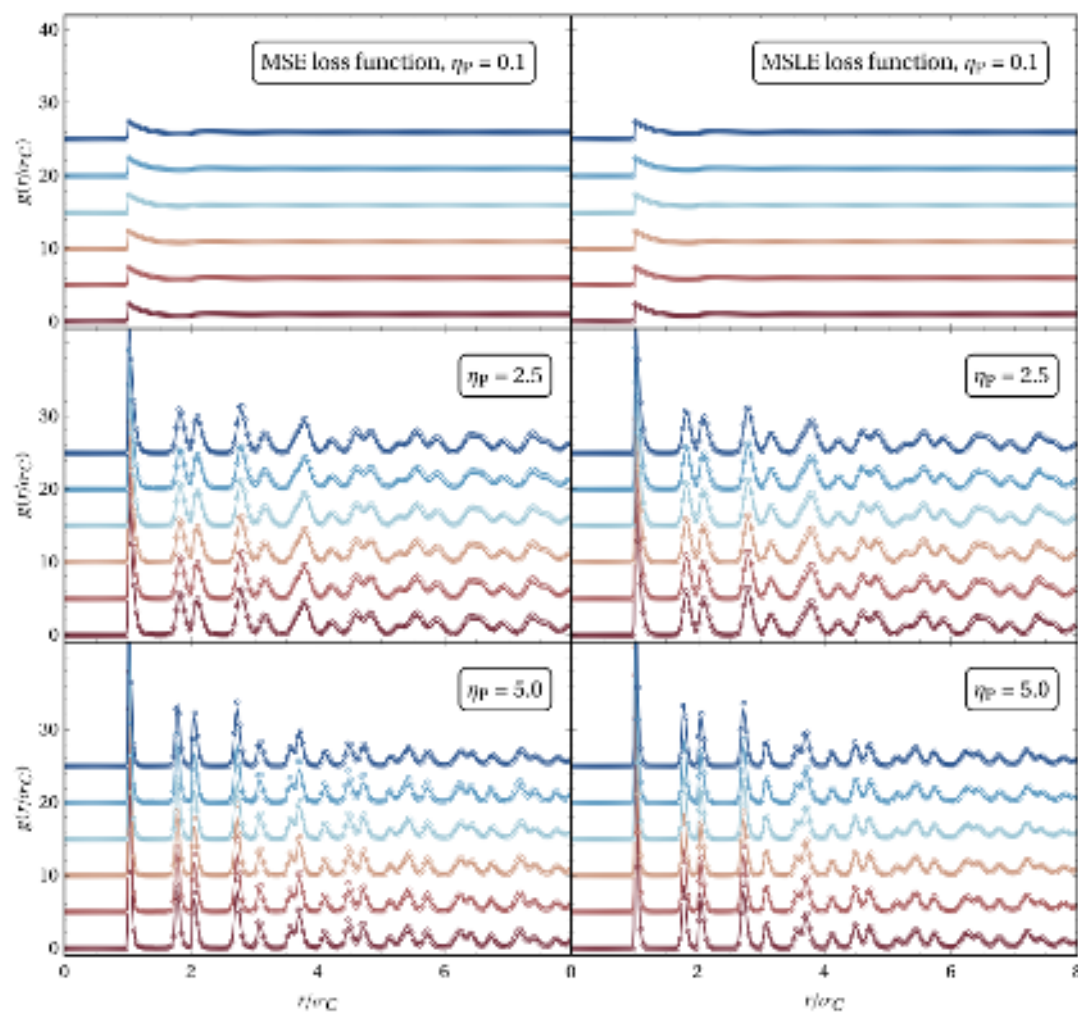 MSE loss function, ηP = 0.1
MSLE loss function, ηP = 0.1
40
30
20
10
0
g(r/σC)
ηP = 2.5
ηP = 2.5
30
20
10
0
g(r/σC)
ηP = 5.0
ηP = 5.0
30
20
10
0
g(r/σC)
0 2 4 6 0 2 4 6 8
r/σC r/σC